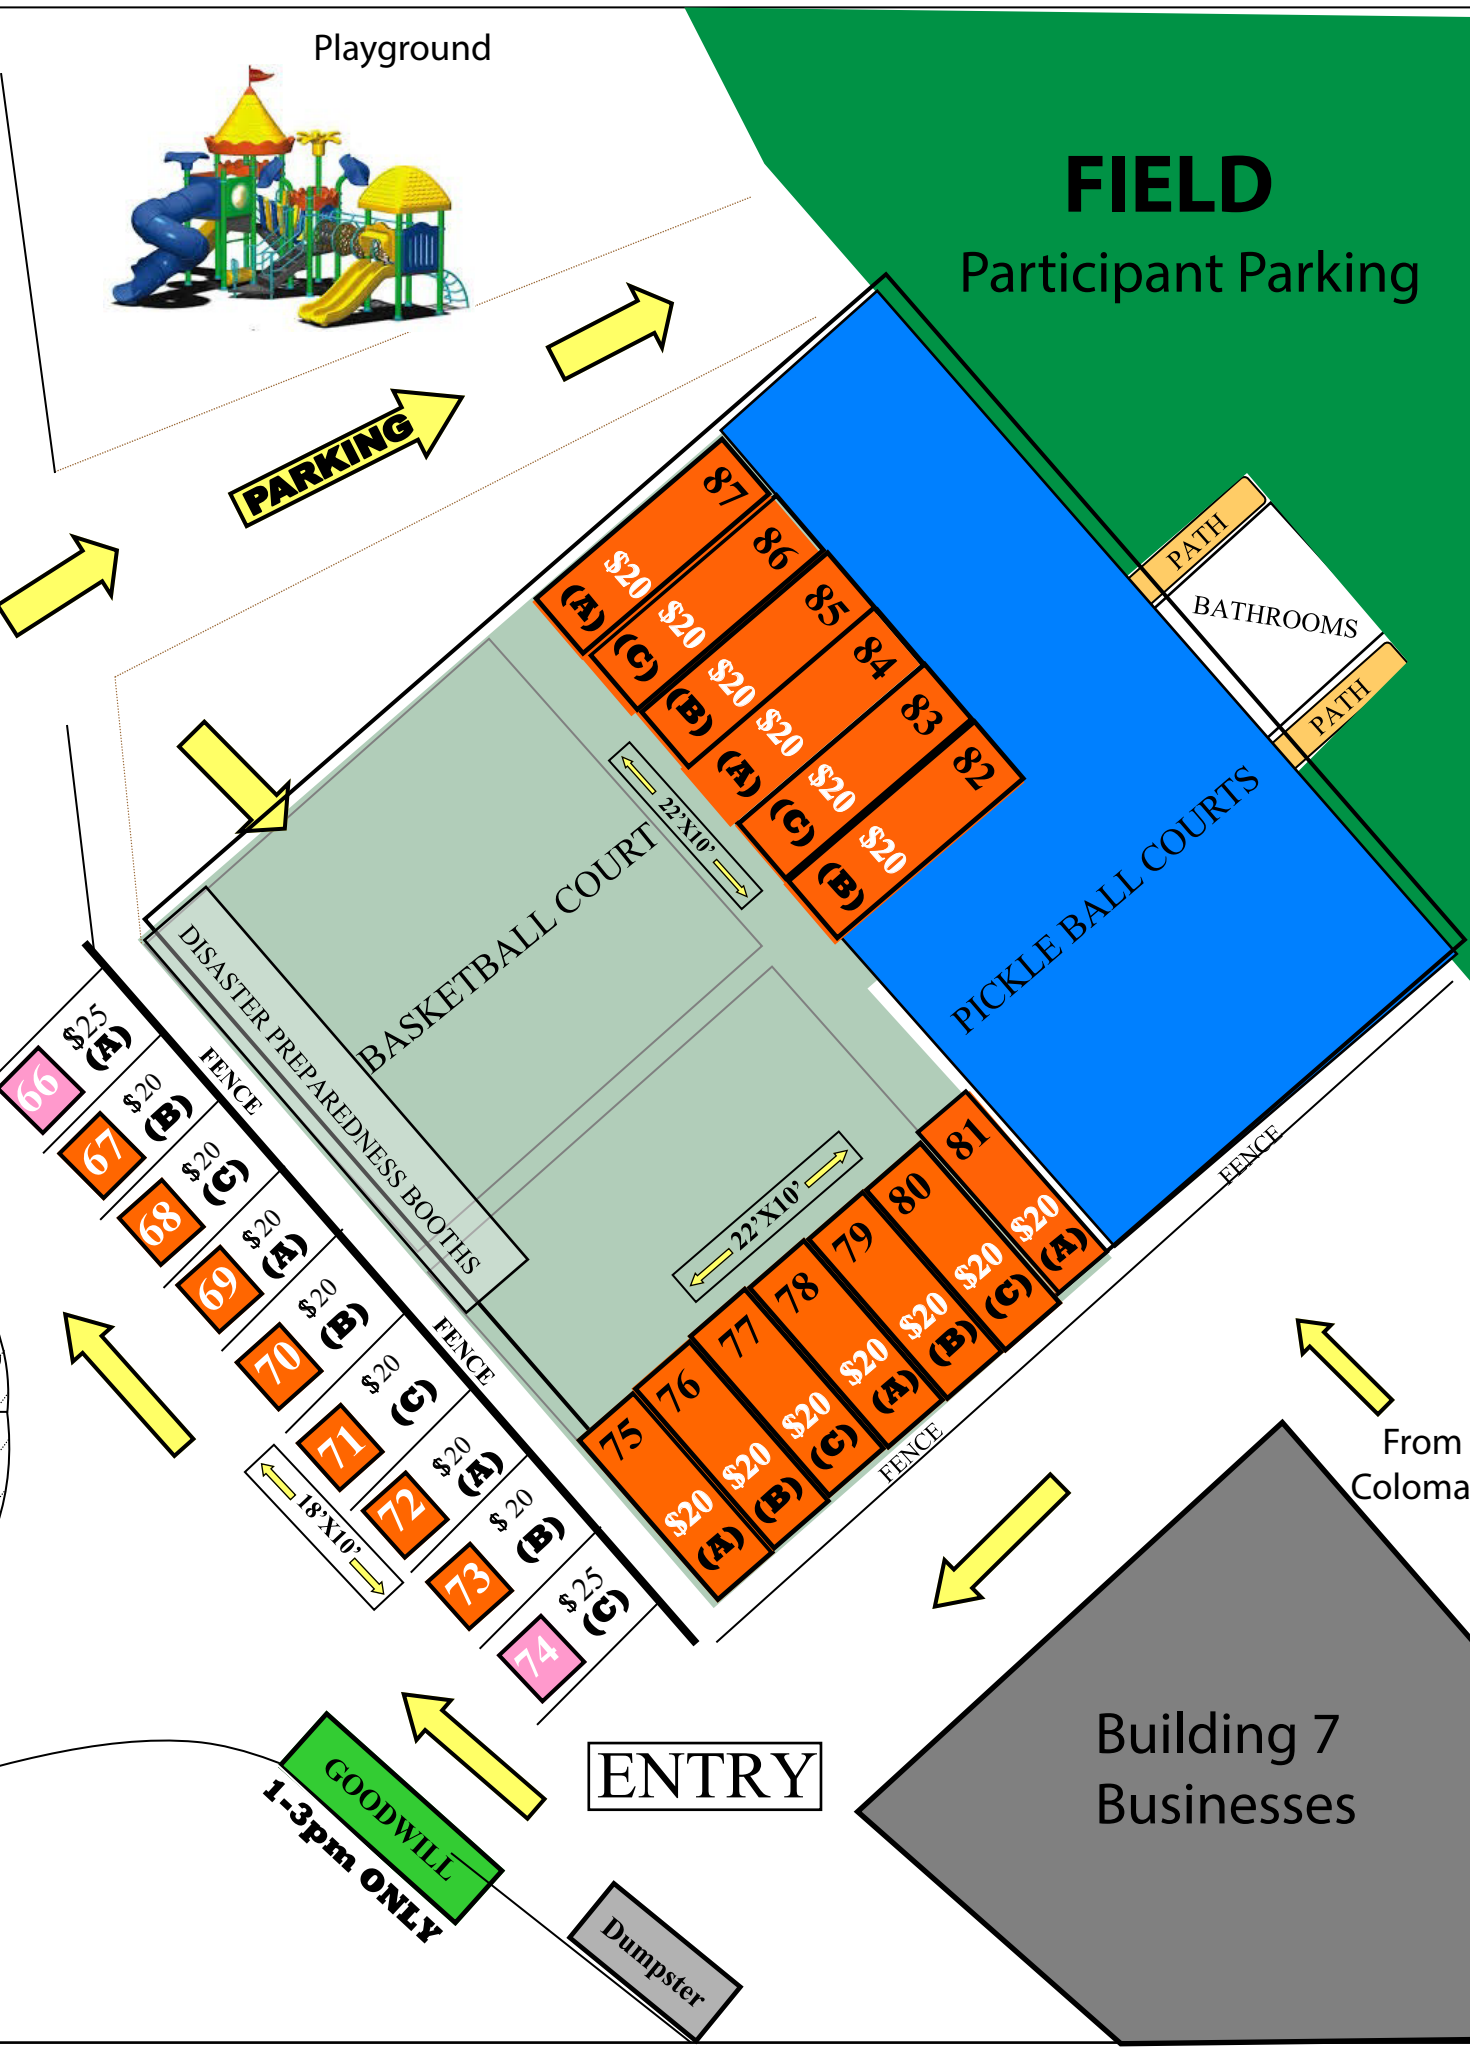 Playground
FIELD
Participant Parking
PARKING
PATH
BATHROOMS
PATH
87
$20
(A)
86
$20
(C)
85
$20
(B)
84
$20
(A)
83
$20
(C)
82
$20
(B)
22'X10'
BASKETBALL COURT
PICKLE BALL COURTS
DISASTER PREPAREDNESS BOOTHS
FENCE
FENCE
FENCE
FENCE
66
$25
(A)
67
$20
(B)
68
$20
(C)
69
$20
(A)
70
$20
(B)
71
$20
(C)
72
$20
(A)
73
$20
(B)
74
$25
(C)
18'X10'
22'X10'
81
$20
(A)
80
$20
(C)
79
$20
(B)
78
$20
(A)
77
$20
(C)
76
$20
(B)
75
$20
(A)
From
Coloma
ENTRY
Building 7
Businesses
GOODWILL
1-3pm ONLY
Dumpster